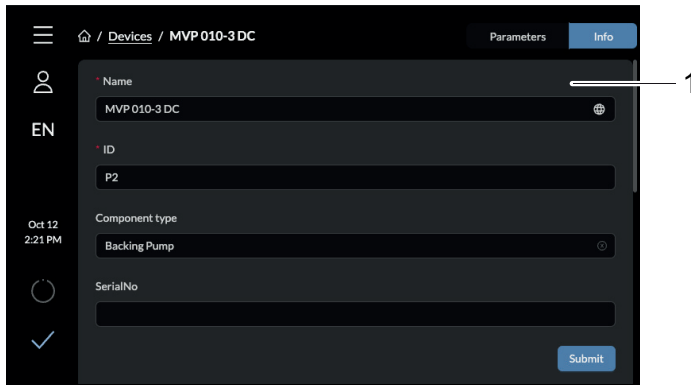 / Devices / MVP 010-3 DC
Parameters
Info
* Name
MVP 010-3 DC
1
EN
* ID
P2
Oct 12
2:21 PM
Component type
Backing Pump
SerialNo
Submit